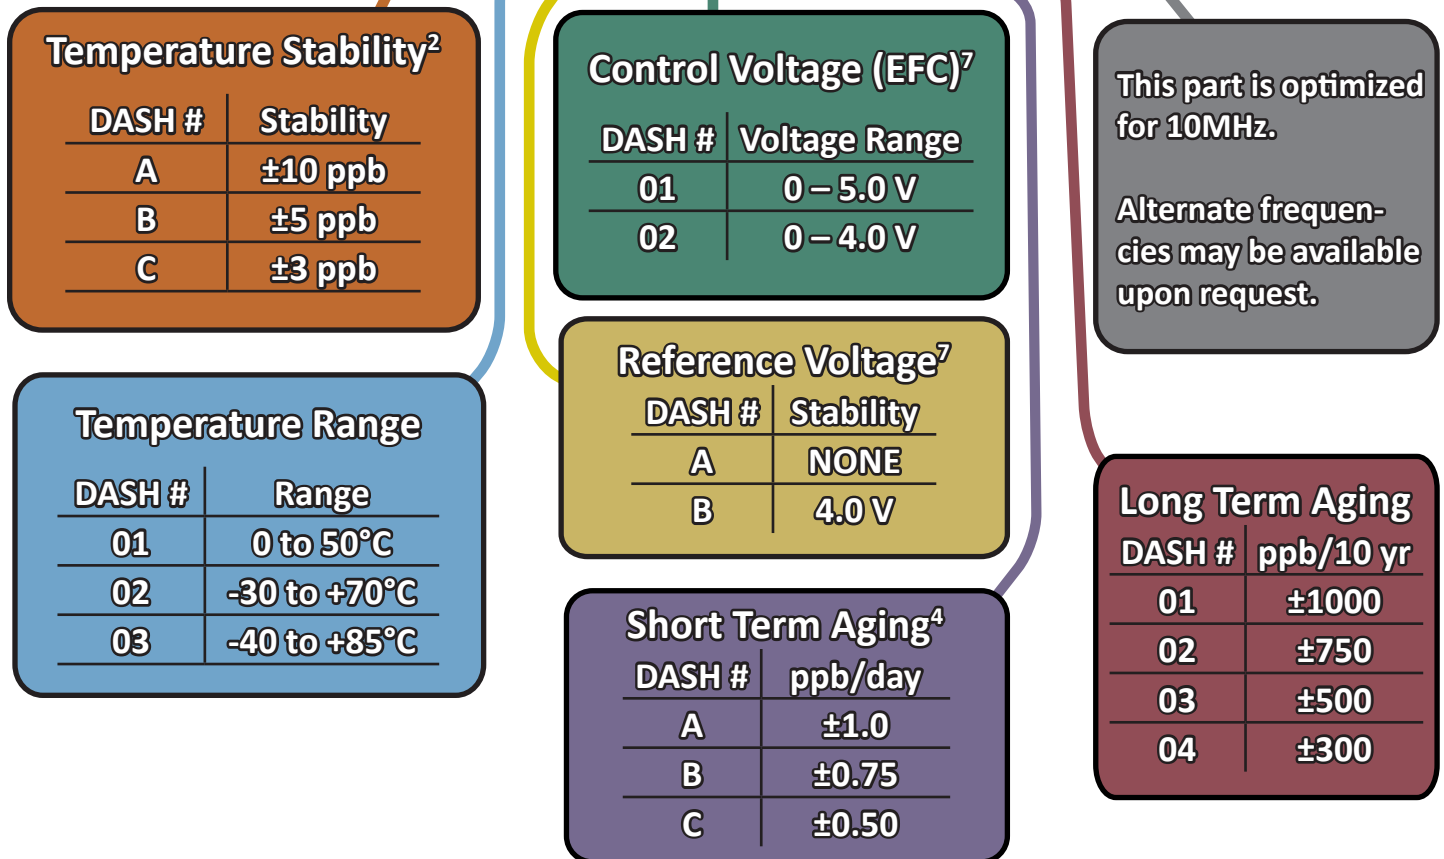 Temperature Stability²
DASH # Stability
A ±10 ppb
B ±5 ppb
C ±3 ppb
Temperature Range
DASH # Range
01 0 to 50°C
02 -30 to +70°C
03 -40 to +85°C
Control Voltage (EFC)⁷
DASH # Voltage Range
01 0 – 5.0 V
02 0 – 4.0 V
Reference Voltage⁷
DASH # Stability
A NONE
B 4.0 V
Short Term Aging⁴
DASH # ppb/day
A ±1.0
B ±0.75
C ±0.50
This part is optimized
for 10MHz.
Alternate frequen-
cies may be available
upon request.
Long Term Aging
DASH # ppb/10 yr
01 ±1000
02 ±750
03 ±500
04 ±300